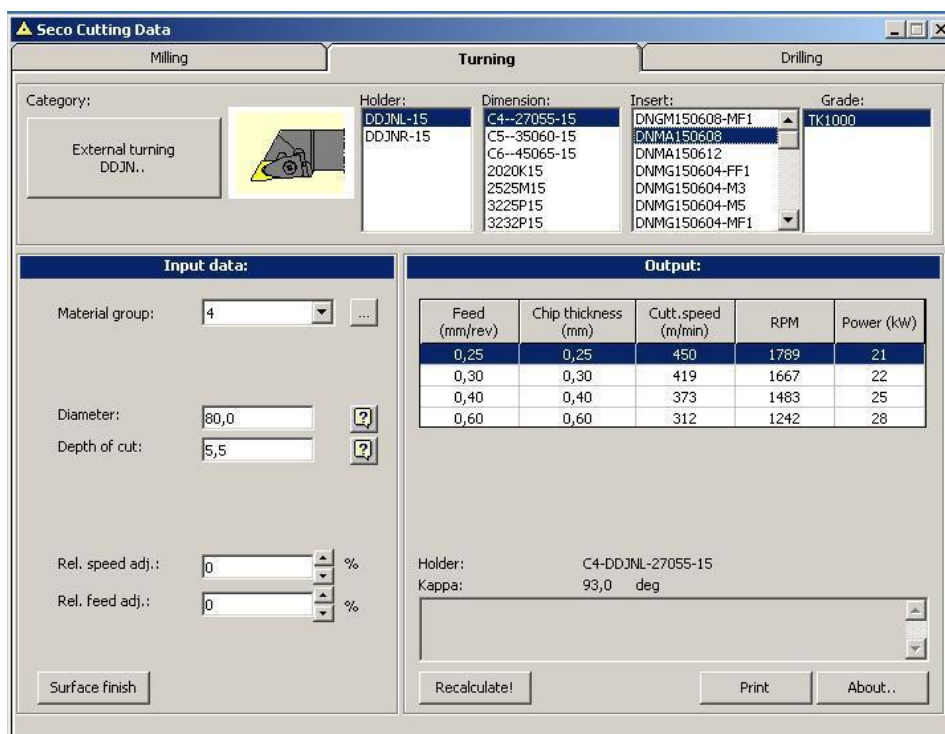 Seco Cutting Data
Milling
Turning
Drilling
Category:
External turning
DDJN..
Holder:
DDJNL-15
DDJNR-15
Dimension:
C4--27055-15
C5--35060-15
C6--45065-15
2020K15
2525M15
3225P15
3232P15
Insert:
DNGM150608-MF1
DNMA150608
DNMA150612
DNMG150604-FF1
DNMG150604-M3
DNMG150604-M5
DNMG150604-MF1
Grade:
TK1000
Input data:
Material group: 4 ...
Diameter: 80,0
Depth of cut: 5,5
Rel. speed adj.: 0 %
Rel. feed adj.: 0 %
Surface finish
Output:
Feed (mm/rev) Chip thickness (mm) Cutt.speed (m/min) RPM Power (kW)
0,25 0,25 450 1789 21
0,30 0,30 419 1667 22
0,40 0,40 373 1483 25
0,60 0,60 312 1242 28
Holder: C4-DDJNL-27055-15
Kappa: 93,0 deg
Recalculate! Print About..